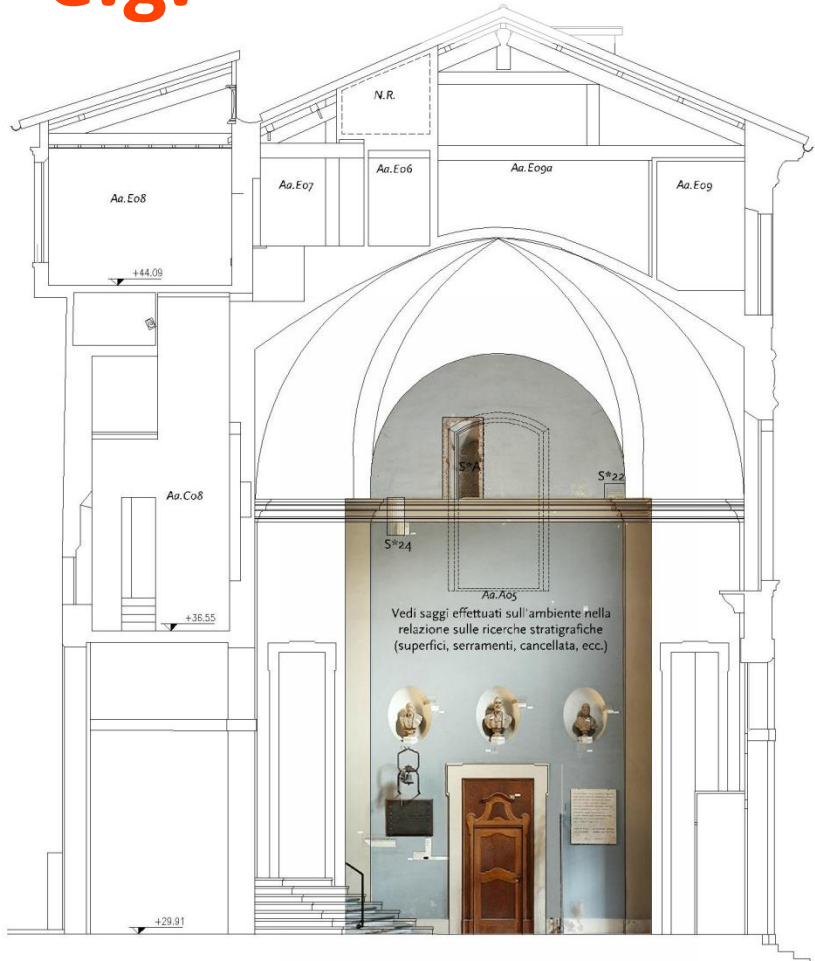 e.g.
N.R.
Aa.E08
Aa.E07
Aa.E06
Aa.E09a
Aa.E09
+44.09
S*A
S*22
Aa.C08
S*24
Aa.A05
Vedi saggi effettuati sull'ambiente nella
relazione sulle ricerche stratigrafiche
(superfici, serramenti, cancellata, ecc.)
+36.55
+29.91